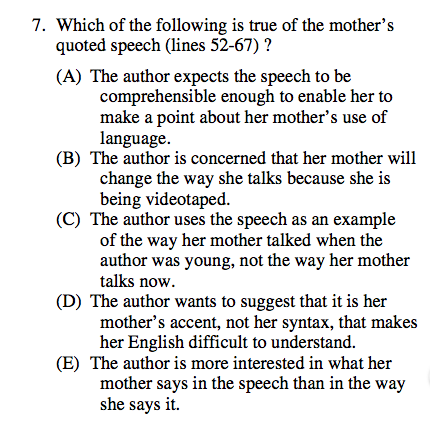 7. Which of the following is true of the mother's
quoted speech (lines 52-67) ?
(A) The author expects the speech to be
comprehensible enough to enable her to
make a point about her mother's use of
language.
(B) The author is concerned that her mother will
change the way she talks because she is
being videotaped.
(C) The author uses the speech as an example
of the way her mother talked when the
author was young, not the way her mother
talks now.
(D) The author wants to suggest that it is her
mother's accent, not her syntax, that makes
her English difficult to understand.
(E) The author is more interested in what her
mother says in the speech than in the way
she says it.